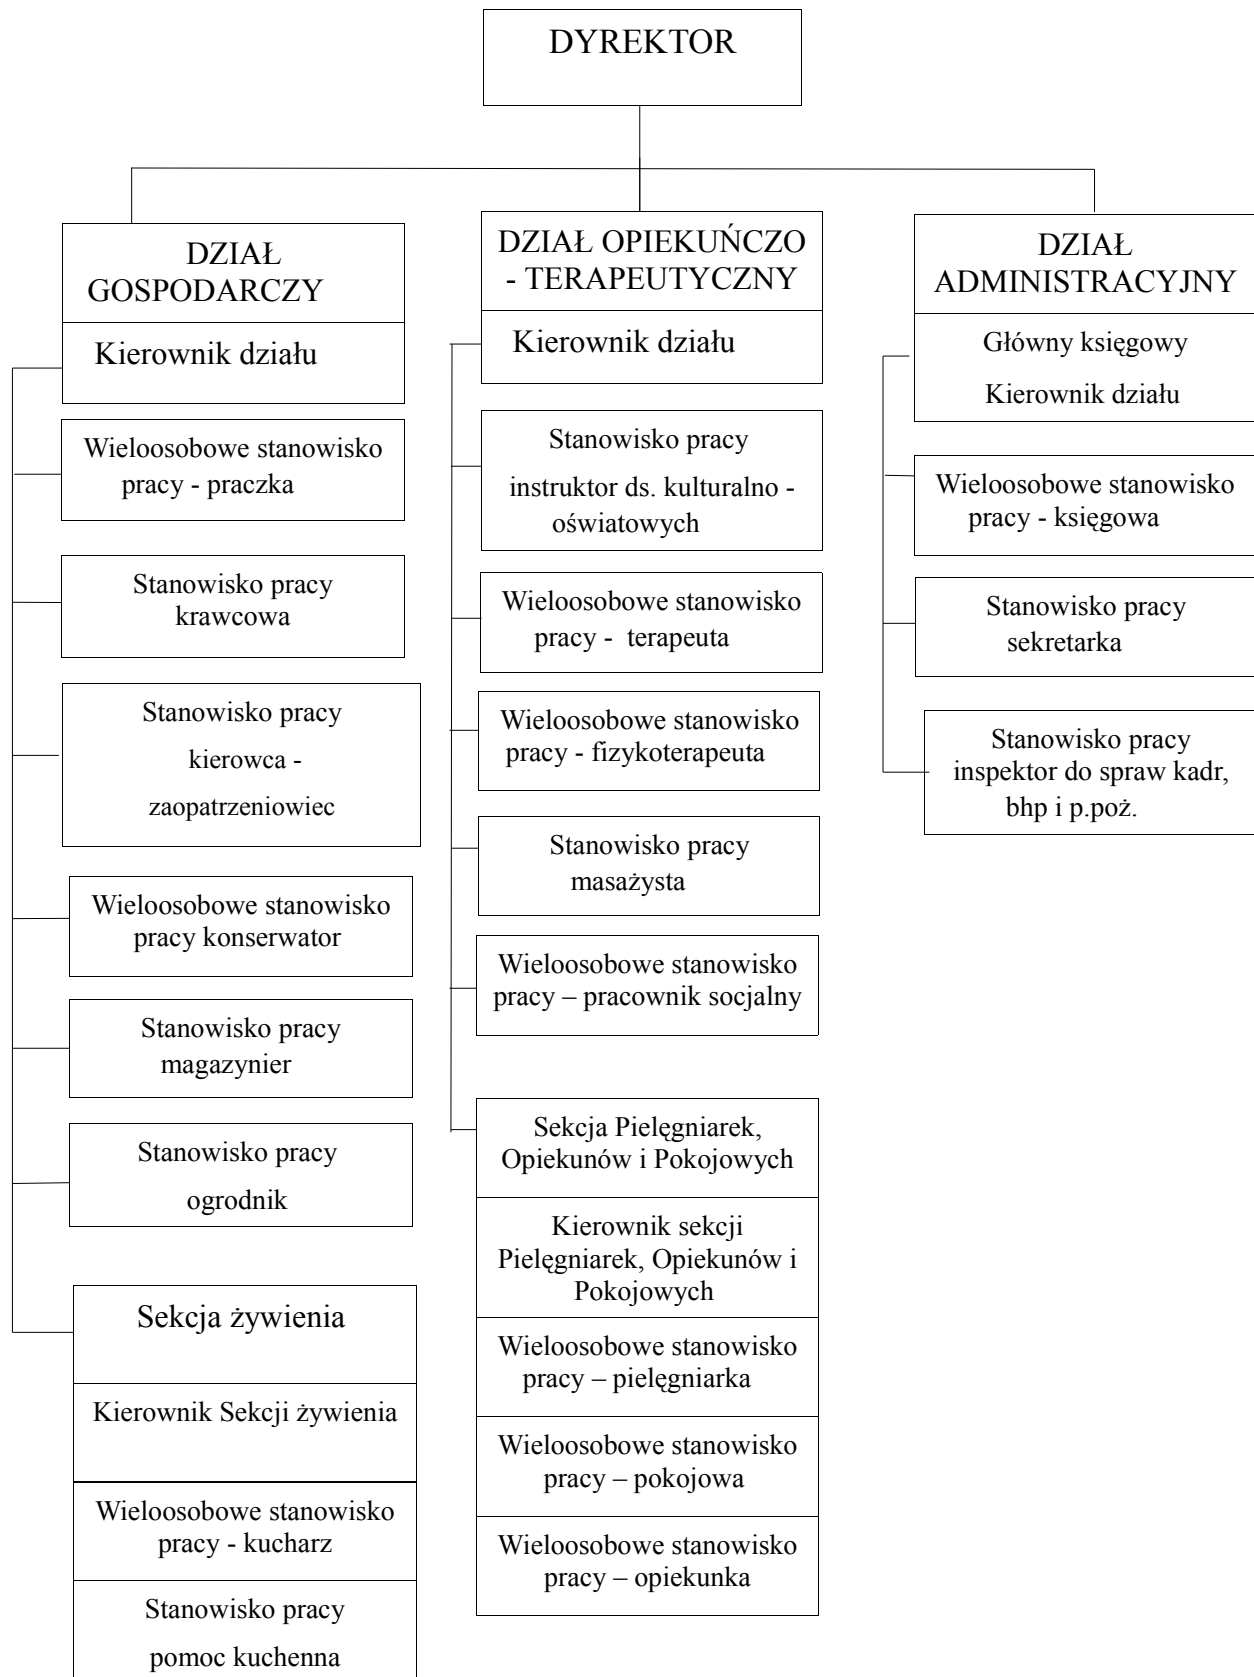 DYREKTOR
DZIAŁ
GOSPODARCZY
Kierownik działu
Wieloosobowe stanowisko
pracy - praczka
Stanowisko pracy
krawcowa
Stanowisko pracy
kierowca -
zaopatrzeniowiec
Wieloosobowe stanowisko
pracy konserwator
Stanowisko pracy
magazynier
Stanowisko pracy
ogrodnik
Sekcja żywienia
Kierownik Sekcji żywienia
Wieloosobowe stanowisko
pracy - kucharz
Stanowisko pracy
pomoc kuchenna
DZIAŁ OPIEKUŃCZO
- TERAPEUTYCZNY
Kierownik działu
Stanowisko pracy
instruktor ds. kulturalno -
oświatowych
Wieloosobowe stanowisko
pracy - terapeuta
Wieloosobowe stanowisko
pracy - fizykoterapeuta
Stanowisko pracy
masażysta
Wieloosobowe stanowisko
pracy – pracownik socjalny
Sekcja Pielęgniarek,
Opiekunów i Pokojowych
Kierownik sekcji
Pielęgniarek, Opiekunów i
Pokojowych
Wieloosobowe stanowisko
pracy – pielęgniarka
Wieloosobowe stanowisko
pracy – pokojowa
Wieloosobowe stanowisko
pracy – opiekunka
DZIAŁ
ADMINISTRACYJNY
Główny księgowy
Kierownik działu
Wieloosobowe stanowisko
pracy - księgowa
Stanowisko pracy
sekretarka
Stanowisko pracy
inspektor do spraw kadr,
bhp i p.poż.